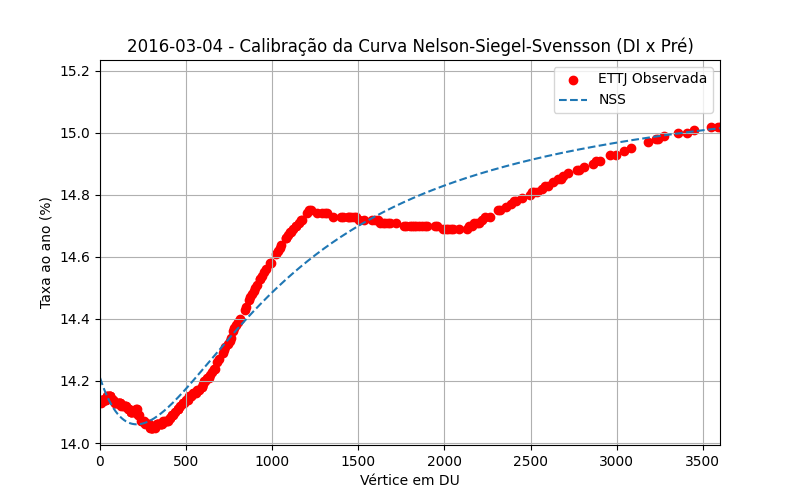 2016-03-04 - Calibração da Curva Nelson-Siegel-Svensson (DI x Pré)
ETTJ Observada
NSS
Taxa ao ano (%)
15.2
15.0
14.8
14.6
14.4
14.2
14.0
0 500 1000 1500 2000 2500 3000 3500
Vértice em DU